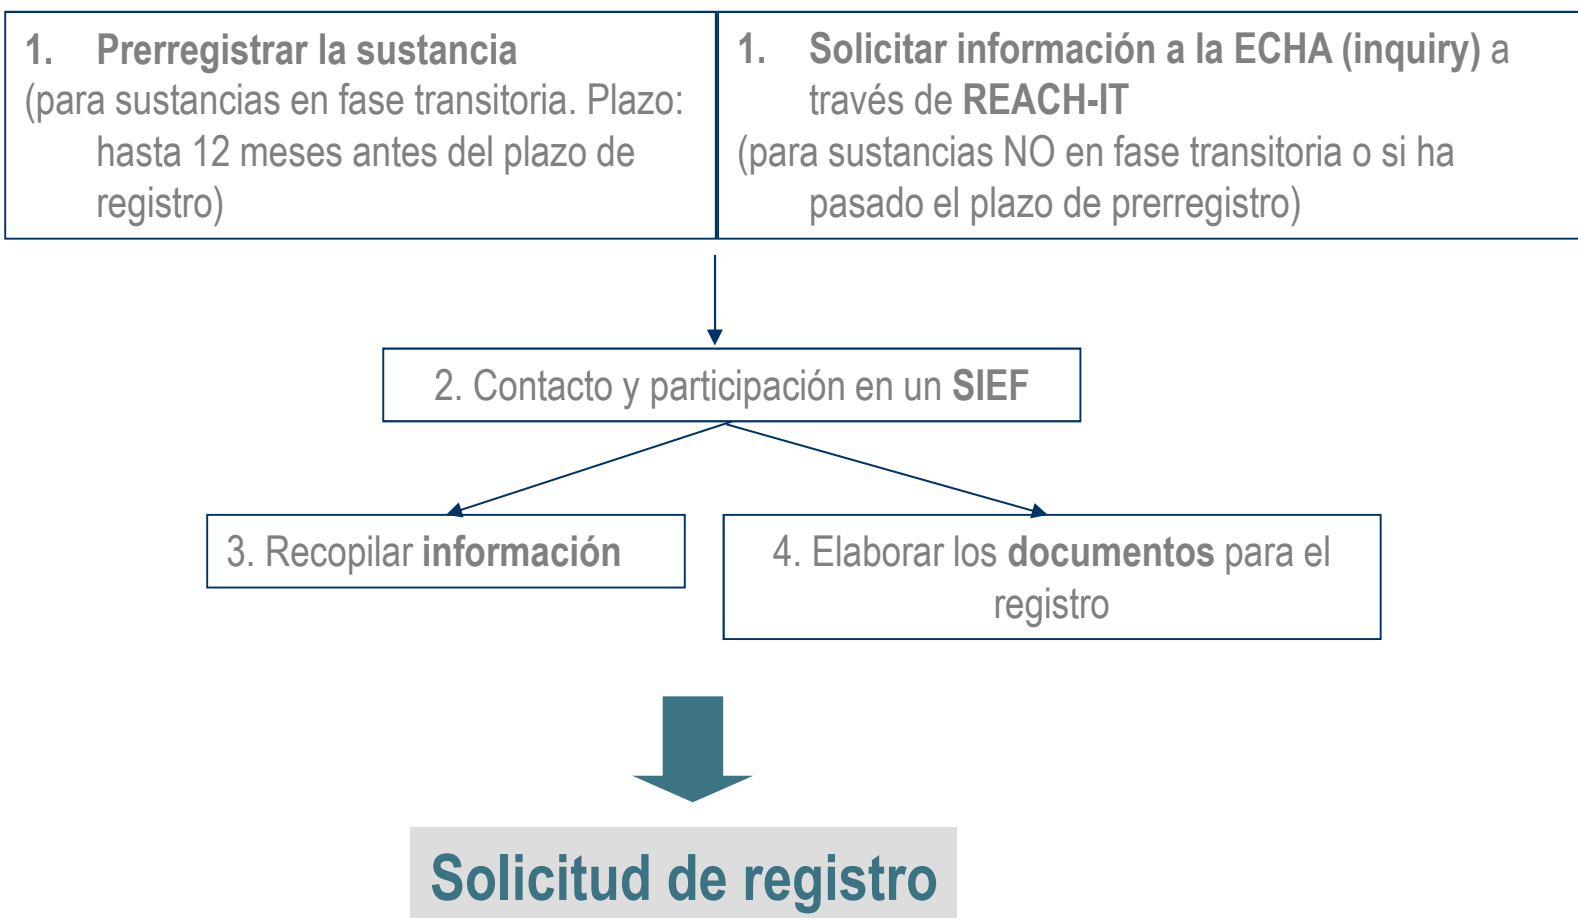 1. Prerregistrar la sustancia
(para sustancias en fase transitoria. Plazo:
hasta 12 meses antes del plazo de
registro)
1. Solicitar información a la ECHA (inquiry) a
través de REACH-IT
(para sustancias NO en fase transitoria o si ha
pasado el plazo de prerregistro)
2. Contacto y participación en un SIEF
3. Recopilar información
4. Elaborar los documentos para el
registro
Solicitud de registro